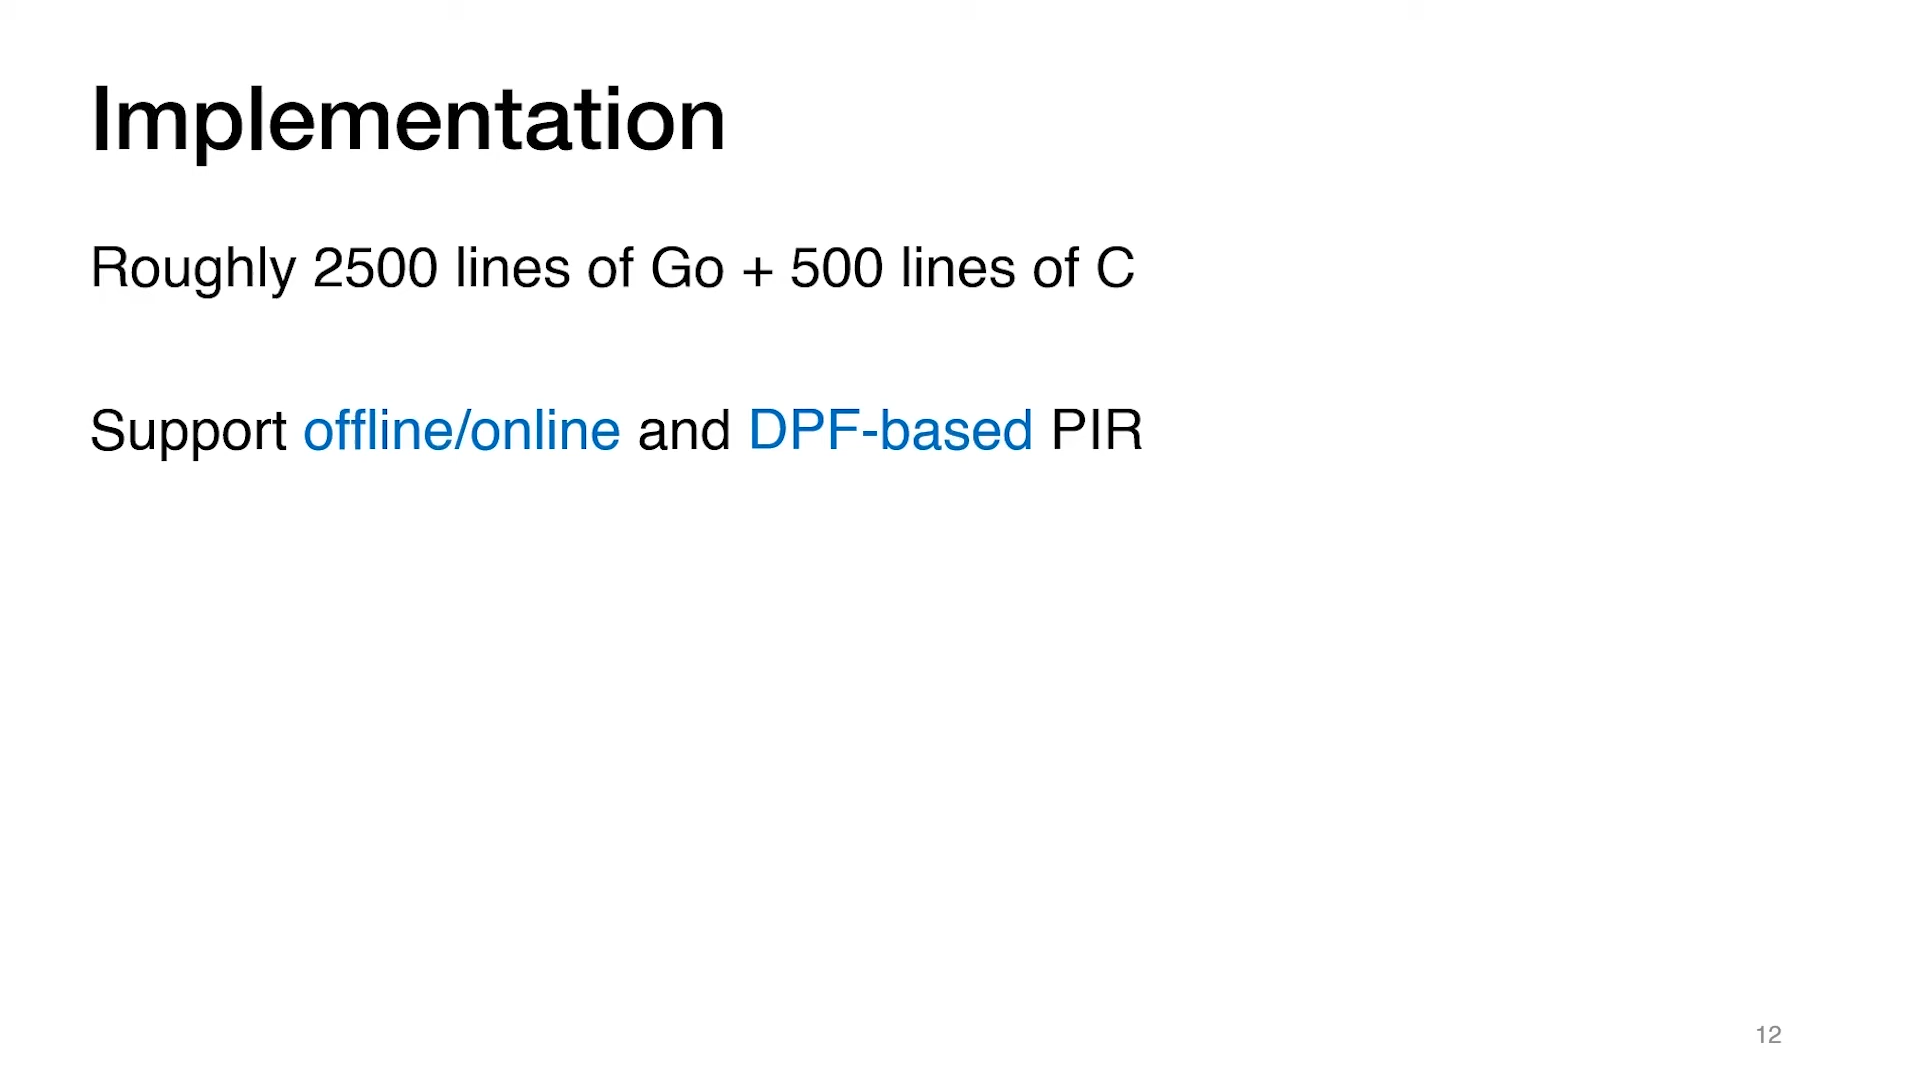 Implementation
Roughly 2500 lines of Go + 500 lines of C
Support offline/online and DPF-based PIR
12